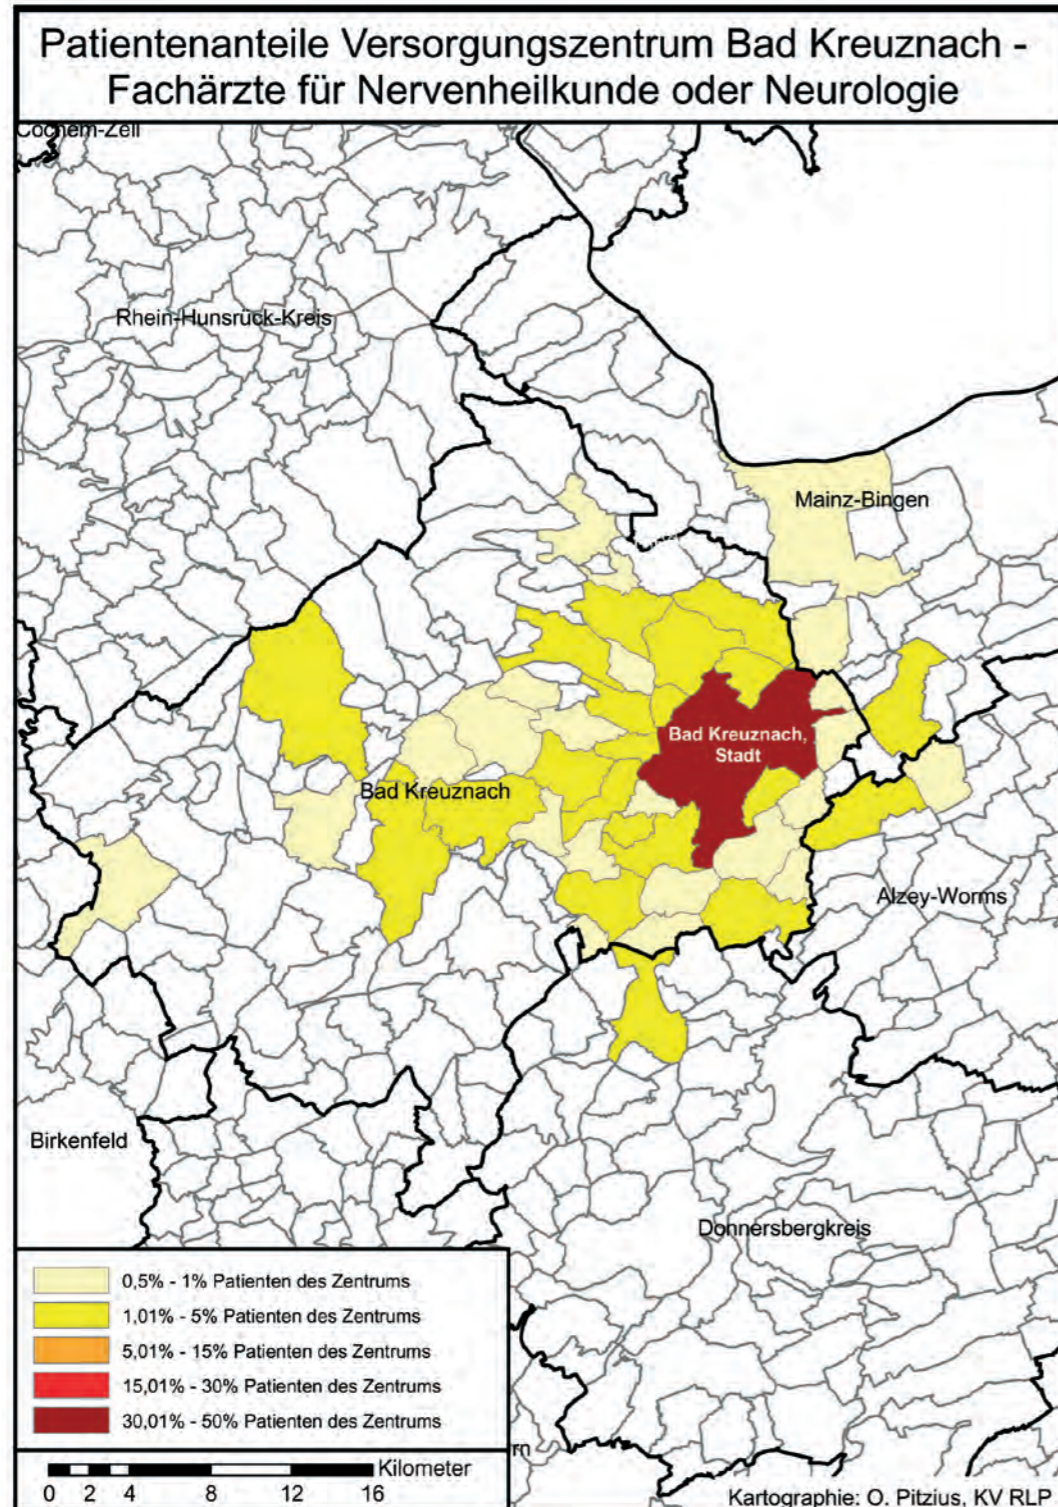 Patientenanteile Versorgungszentrum Bad Kreuznach -
Fachärzte für Nervenheilkunde oder Neurologie
Cochem-Zell
Rhein-Hunsrück-Kreis
Mainz-Bingen
Bad Kreuznach,
Stadt
Bad Kreuznach
Alzey-Worms
Birkenfeld
Donnersbergkreis
0,5% - 1% Patienten des Zentrums
1,01% - 5% Patienten des Zentrums
5,01% - 15% Patienten des Zentrums
15,01% - 30% Patienten des Zentrums
30,01% - 50% Patienten des Zentrums
rn
Kilometer
0 2 4 8 12 16
Kartographie: O. Pitzius, KV RLP